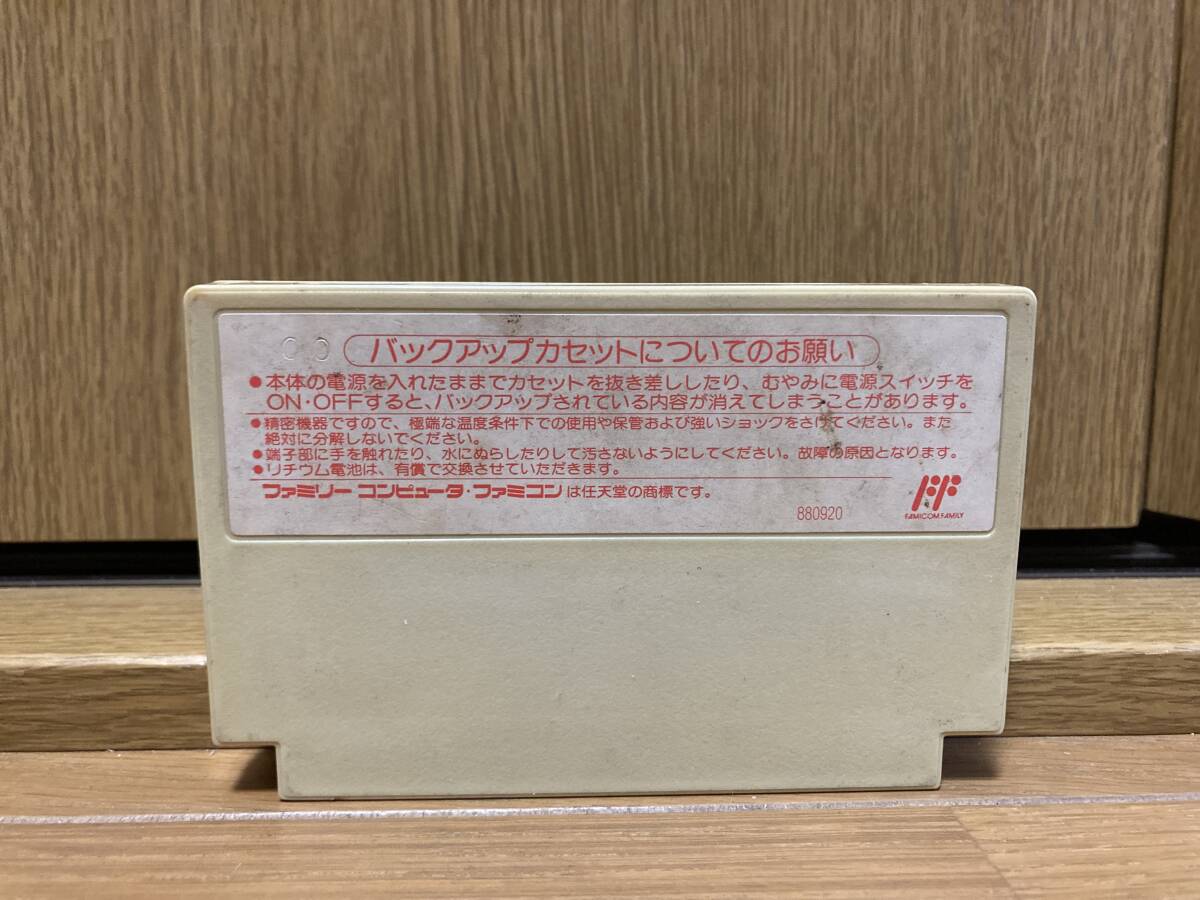 バックアップカセットについてのお願い
●本体の電源を入れたままでカセットを抜き差ししたり、むやみに電源スイッチを
ON・OFFすると、バックアップされている内容が消えてしまうことがあります。
●精密機器ですので、極端な温度条件下での使用や保管および強いショックをさけてください。また
絶対に分解しないでください。
●端子部に手を触れたり、水にぬらしたりして汚さないようにしてください。故障の原因となります。
●リチウム電池は、有償で交換させていただきます。
ファミリー コンピュータ・ファミコン は任天堂の商標です。
880920
FF
FAMICOM FAMILY